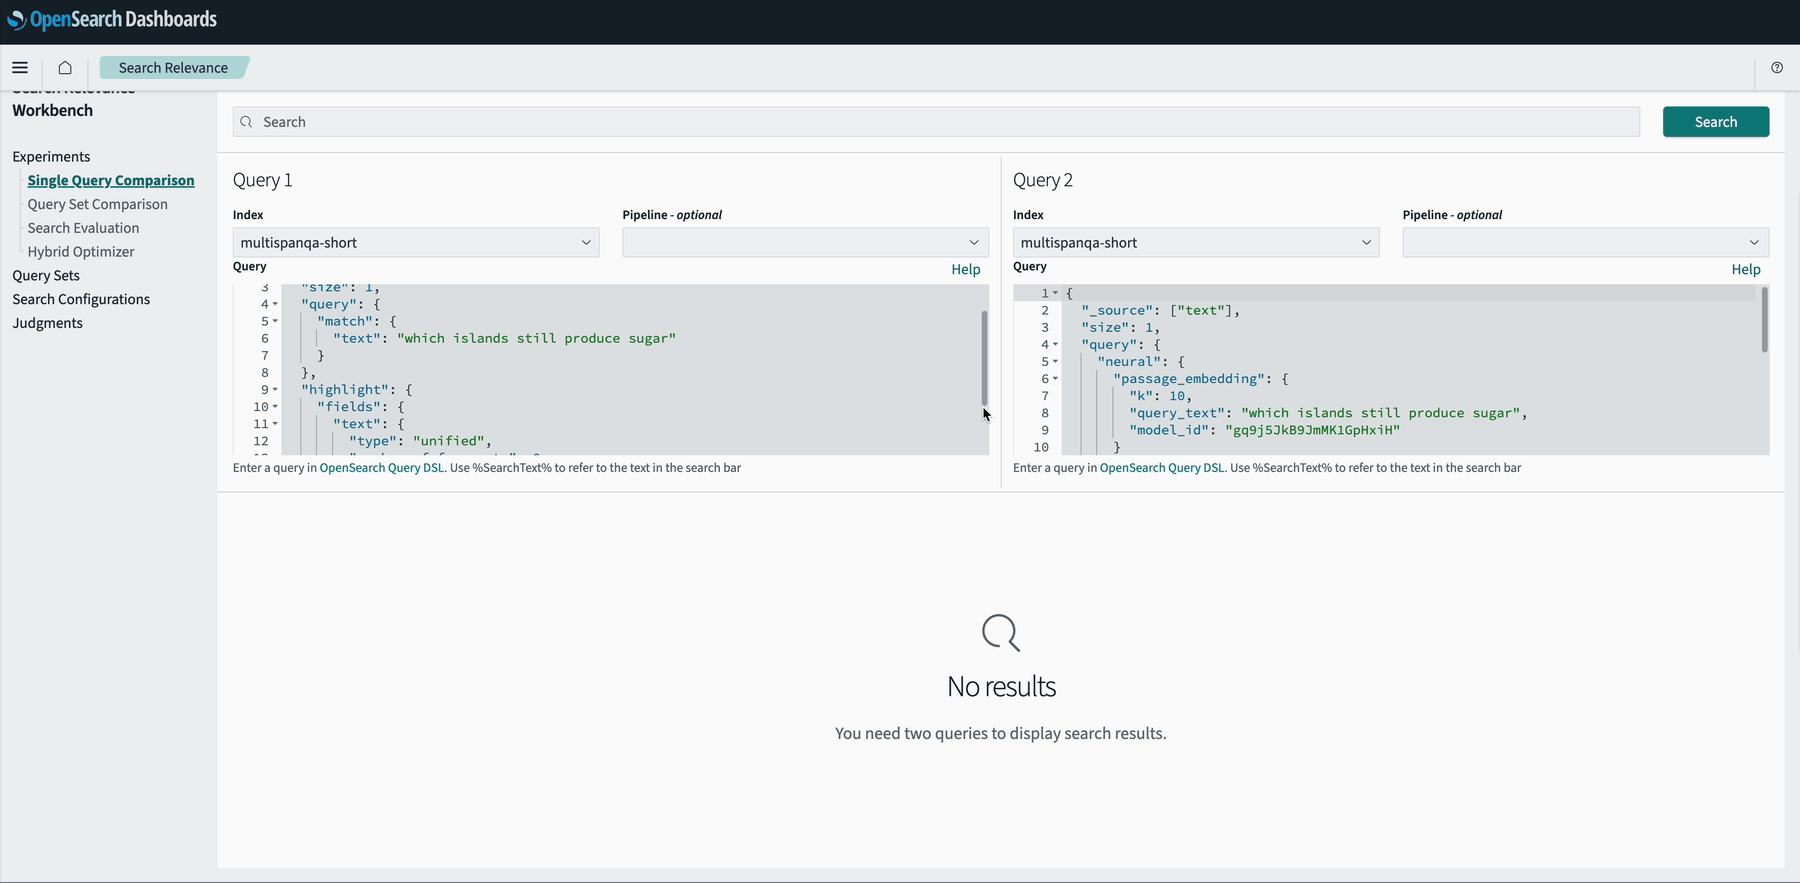 OpenSearch Dashboards
Search Relevance
Search Relevance
Workbench
Experiments
Single Query Comparison
Query Set Comparison
Search Evaluation
Hybrid Optimizer
Query Sets
Search Configurations
Judgments
Search
Search
Query 1
Index
Pipeline - optional
multispanqa-short
Query
Help
3 "size": 1,
4 "query": {
5 "match": {
6 "text": "which islands still produce sugar"
7 }
8 },
9 "highlight": {
10 "fields": {
11 "text": {
12 "type": "unified",
Enter a query in OpenSearch Query DSL. Use %SearchText% to refer to the text in the search bar
Query 2
Index
Pipeline - optional
multispanqa-short
Query
Help
1 {
2 "_source": ["text"],
3 "size": 1,
4 "query": {
5 "neural": {
6 "passage_embedding": {
7 "k": 10,
8 "query_text": "which islands still produce sugar",
9 "model_id": "gq9j5JkB9JmMK1GpHxiH"
10 }
Enter a query in OpenSearch Query DSL. Use %SearchText% to refer to the text in the search bar
No results
You need two queries to display search results.